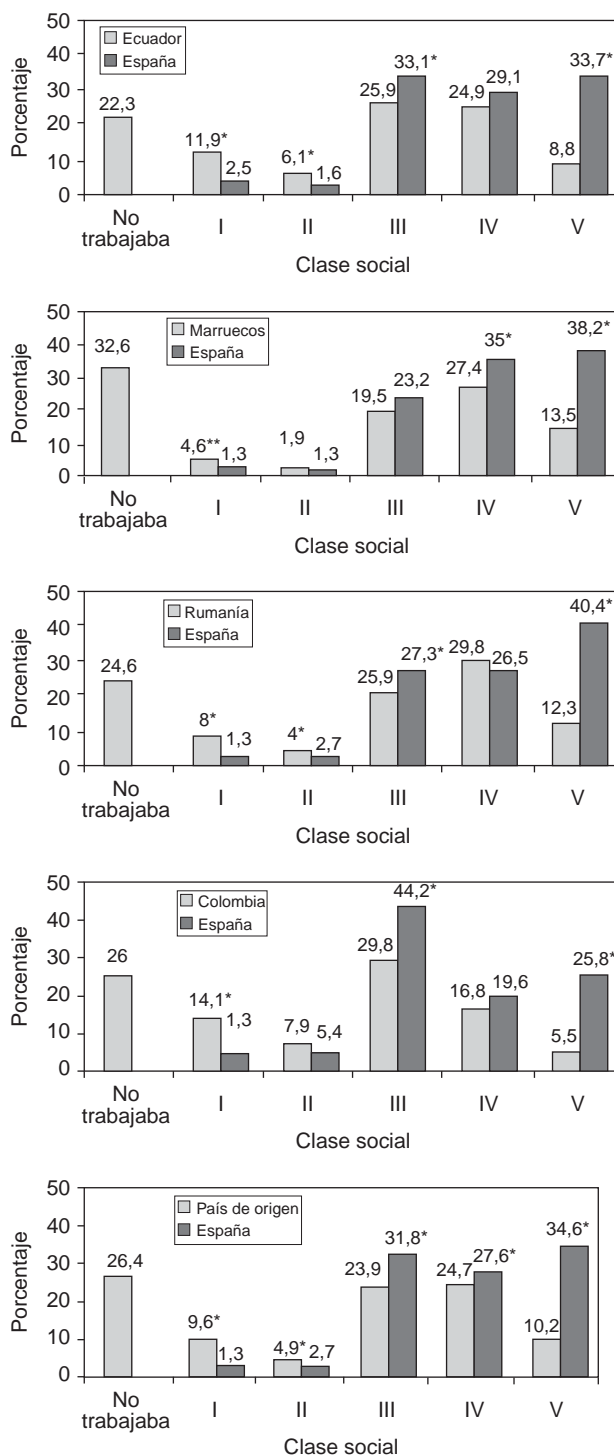 Porcentaje
50
40
30
20
10
0
Ecuador
España
22,3
11,9*
2,5
6,1*
1,6
25,9
33,1*
24,9
29,1
8,8
33,7*
No trabajaba
I
II
III
IV
V
Clase social
Porcentaje
50
40
30
20
10
0
Marruecos
España
32,6
4,6**
1,3
1,9
1,3
19,5
23,2
27,4
35*
13,5
38,2*
No trabajaba
I
II
III
IV
V
Clase social
Porcentaje
50
40
30
20
10
0
Rumanía
España
24,6
8*
1,3
4*
2,7
25,9
27,3*
29,8
26,5
12,3
40,4*
No trabajaba
I
II
III
IV
V
Clase social
Porcentaje
50
40
30
20
10
0
Colombia
España
26
14,1*
1,3
7,9
5,4
29,8
44,2*
16,8
19,6
5,5
25,8*
No trabajaba
I
II
III
IV
V
Clase social
Porcentaje
50
40
30
20
10
0
País de origen
España
26,4
9,6*
1,3
4,9*
2,7
23,9
31,8*
24,7
27,6*
10,2
34,6*
No trabajaba
I
II
III
IV
V
Clase social